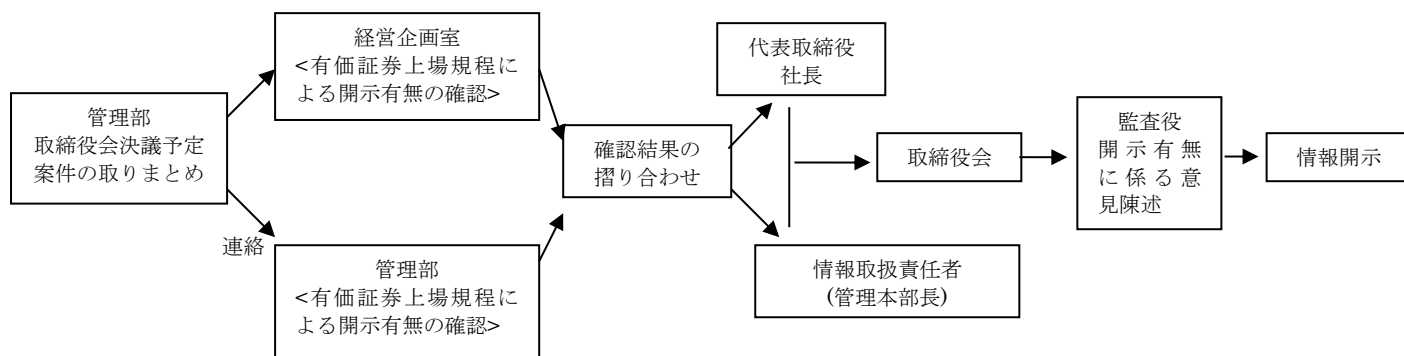 管理部
取締役会決議予定
案件の取りまとめ
連絡
経営企画室
<有価証券上場規程に
よる開示有無の確認>
管理部
<有価証券上場規程に
よる開示有無の確認>
確認結果の
摺り合わせ
代表取締役
社長
情報取扱責任者
(管理本部長)
取締役会
監査役
開示有無
に係る意
見陳述
情報開示